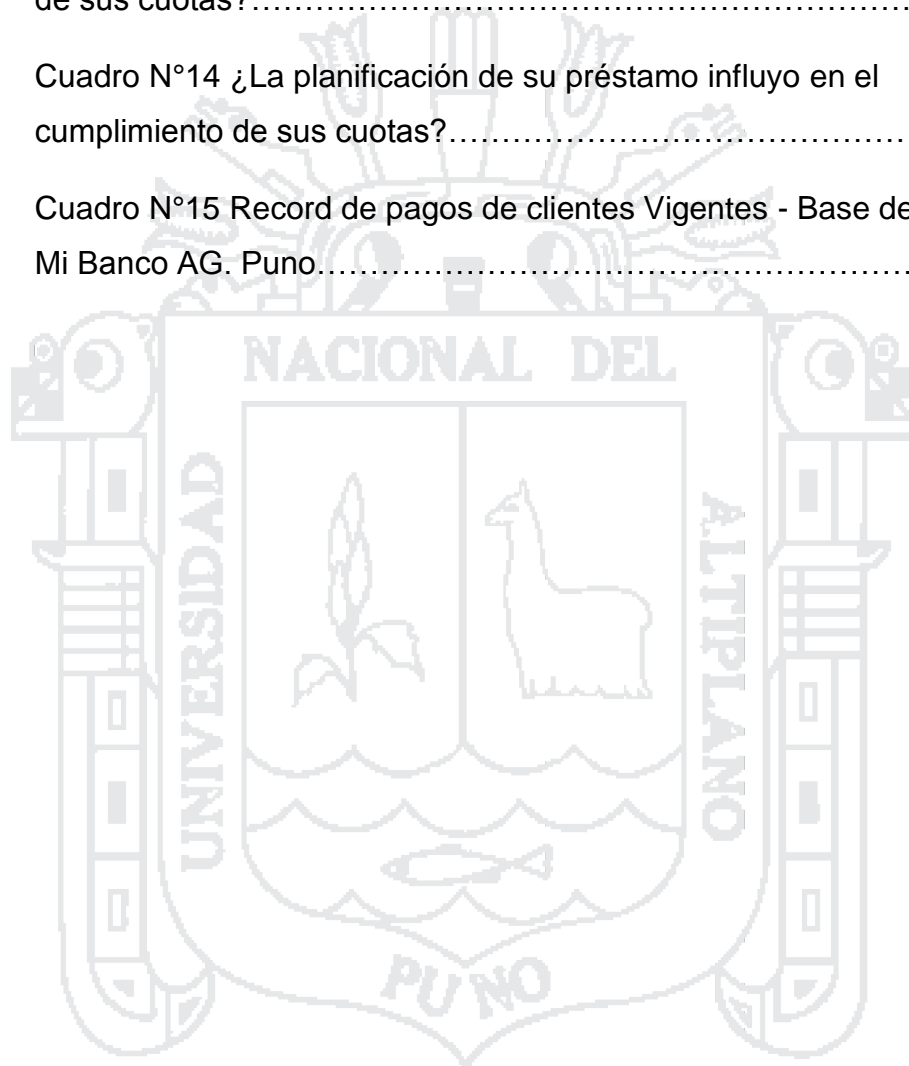 de sus cuotas?……………………………………………………………
Cuadro N°14 ¿La planificación de su préstamo influyo en el
cumplimiento de sus cuotas?……………………………………
Cuadro N°15 Record de pagos de clientes Vigentes - Base de
Mi Banco AG. Puno……………………………………………………
NACIONAL DEL
UNIVERSIDAD
ALTIPLANO
PUNO